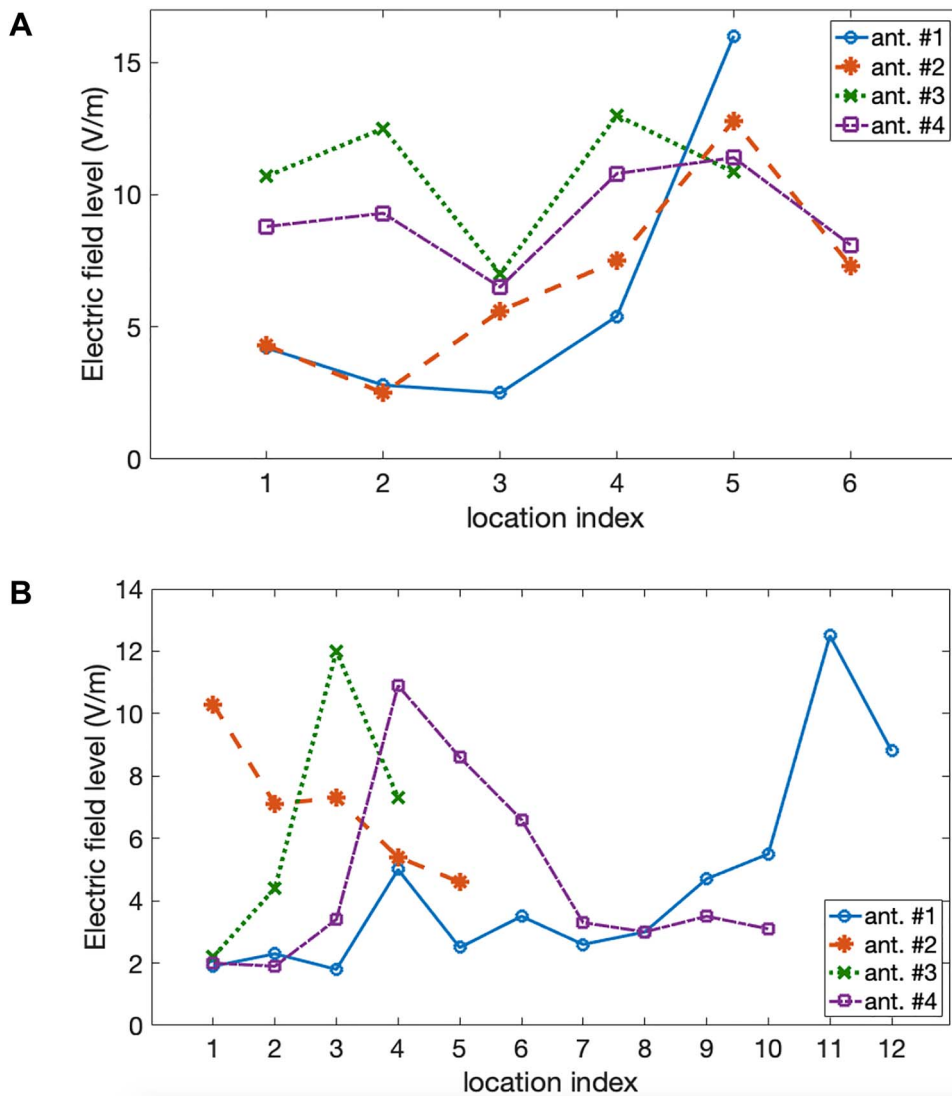 A
Electric field level (V/m)
15
10
5
0
1 2 3 4 5 6
location index
ant. #1
ant. #2
ant. #3
ant. #4
B
Electric field level (V/m)
14
12
10
8
6
4
2
0
1 2 3 4 5 6 7 8 9 10 11 12
location index
ant. #1
ant. #2
ant. #3
ant. #4